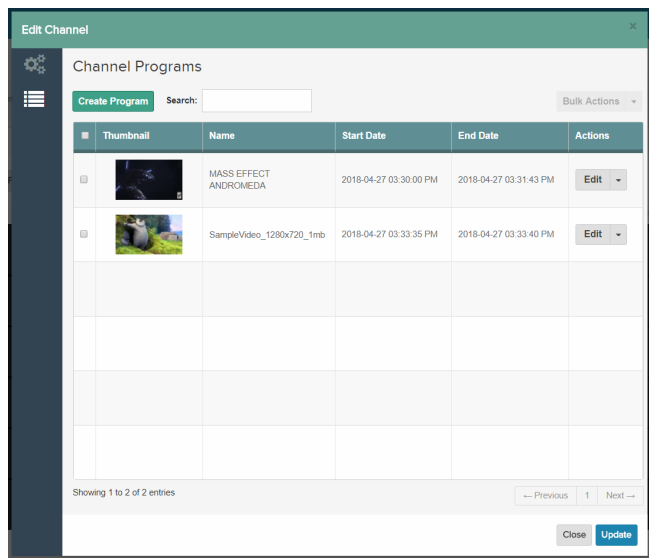 Edit Channel
×
Channel Programs
Create Program
Search:
Bulk Actions
Thumbnail
Name
Start Date
End Date
Actions
MASS EFFECT
ANDROMEDA
2018-04-27 03:30:00 PM
2018-04-27 03:31:43 PM
Edit
SampleVideo_1280x720_1mb
2018-04-27 03:33:35 PM
2018-04-27 03:33:40 PM
Edit
Showing 1 to 2 of 2 entries
← Previous
1
Next →
Close
Update